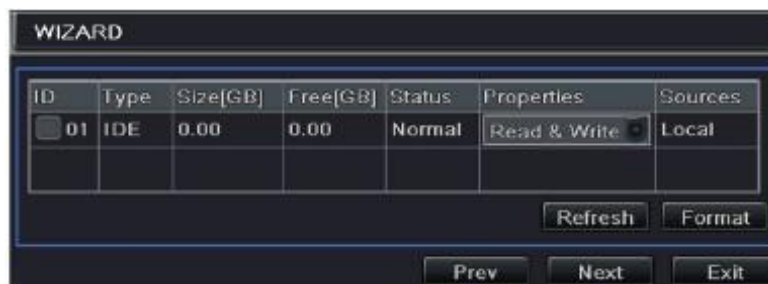 WIZARD
ID Type Size[GB] Free[GB] Status Properties Sources
01 IDE 0.00 0.00 Normal Read & Write Local
Refresh Format
Prev Next Exit